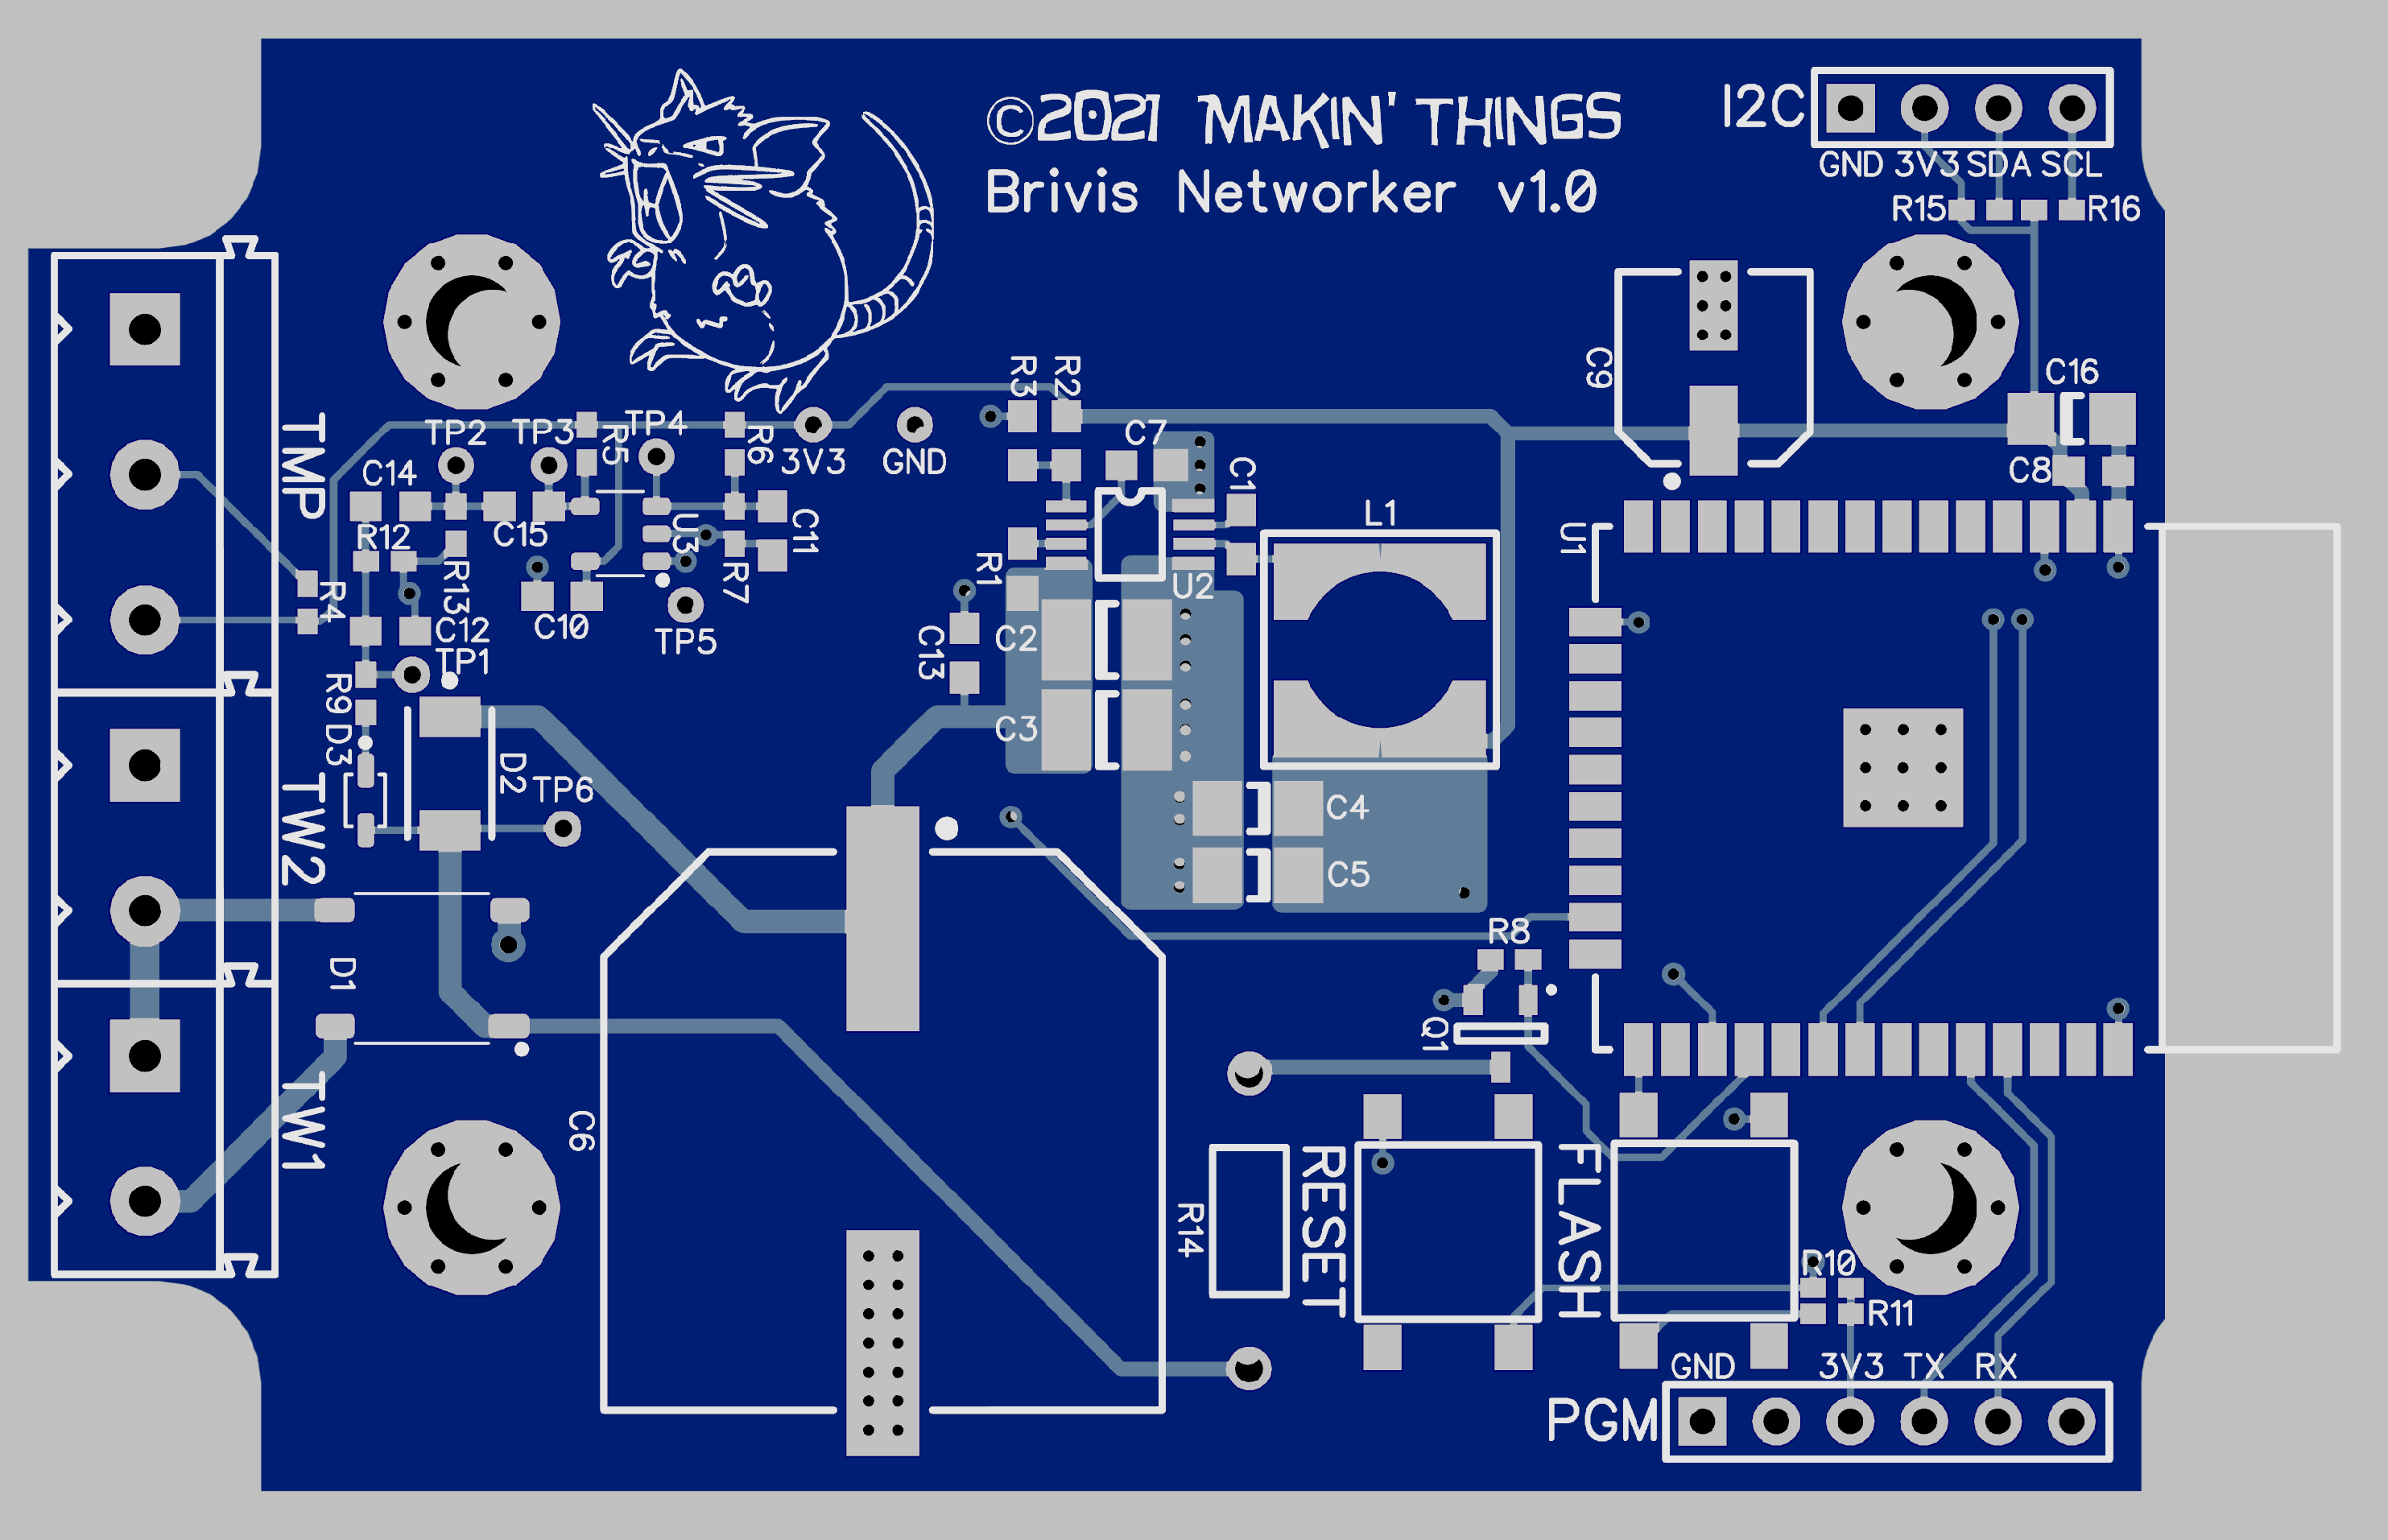 ©2021 MAKIN' THINGS
Brivis Networker v1.0
I2C
GND 3V3 SDA SCL
R15
R16
C16
C9
C8
R3
R2
C7
C1
TMP
TP2
TP3
TP4
R5
R6
3V3
GND
C14
R12
C15
U3
C11
R13
R7
R4
C12
C10
TP5
TP1
R1
U2
L1
U1
C13
C2
C3
R9
D3
D2
TP6
TW2
C4
C5
R8
D1
Q1
TW1
C6
R14
RESET
FLASH
R10
R11
GND 3V3 TX RX
PGM